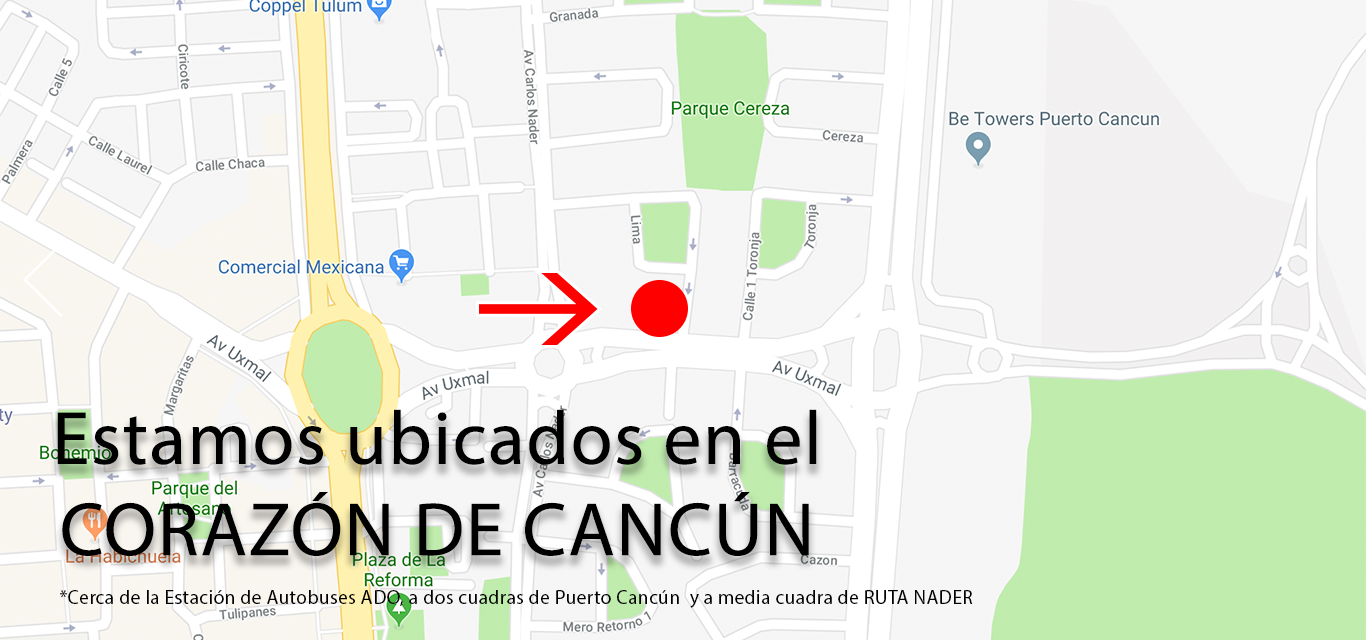 Coppel Tulum
Granada
Ciricote
Calle 5
Av Carlos Nader
Parque Cereza
Be Towers Puerto Cancun
Cereza
Calle Laurel
Palmera
Calle Chaca
Lima
Toronja
Calle 1 Toronja
Comercial Mexicana
Av Uxmal
Margaritas
Av Uxmal
Av Uxmal
ty
Estamos ubicados en el
Bohemio
Av Carlos Nader
Barracuda
Parque del
Artesano
CORAZÓN DE CANCÚN
La Habichuela
Plaza de La
Reforma
Cazon
*Cerca de la Estación de Autobuses ADO, a dos cuadras de Puerto Cancún y a media cuadra de RUTA NADER
Tulipanes
Mero Retorno 1